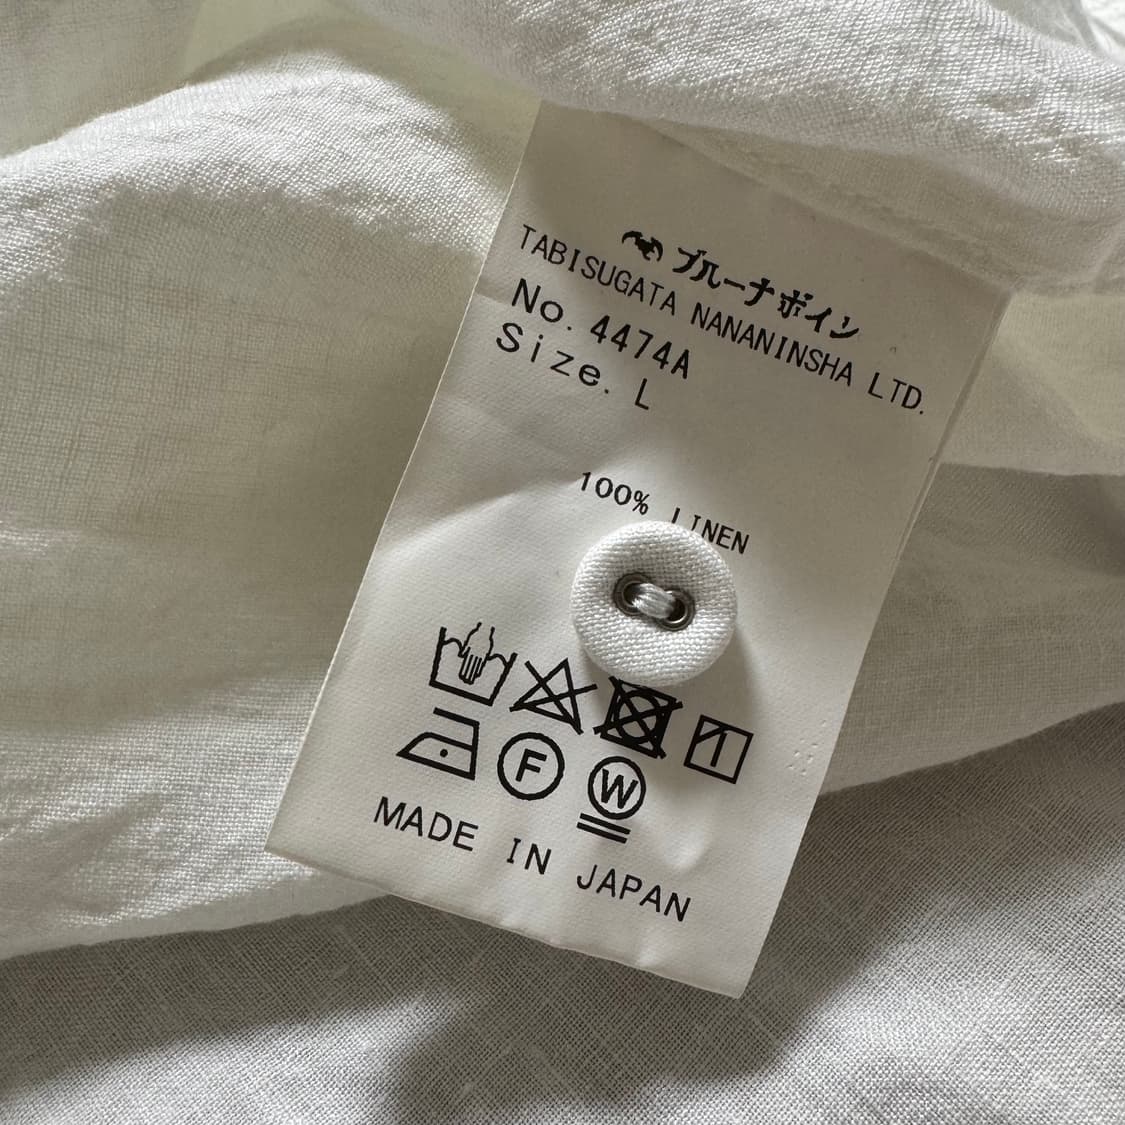 ブルーナボイン
TABISUGATA NANANINSHA LTD.
No. 4474A
Size. L
100% LINEN
F
W
MADE IN JAPAN